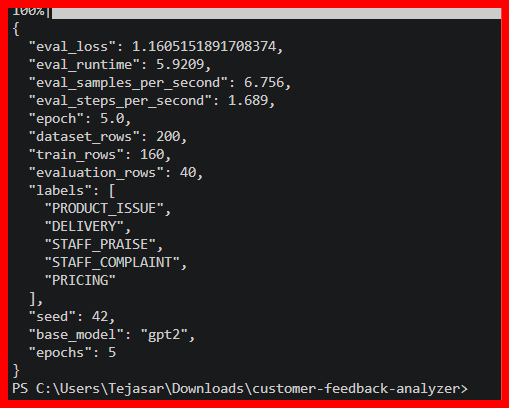 100%|
{
  "eval_loss": 1.1605151891708374,
  "eval_runtime": 5.9209,
  "eval_samples_per_second": 6.756,
  "eval_steps_per_second": 1.689,
  "epoch": 5.0,
  "dataset_rows": 200,
  "train_rows": 160,
  "evaluation_rows": 40,
  "labels": [
    "PRODUCT_ISSUE",
    "DELIVERY",
    "STAFF_PRAISE",
    "STAFF_COMPLAINT",
    "PRICING"
  ],
  "seed": 42,
  "base_model": "gpt2",
  "epochs": 5
}
PS C:\Users\Tejasar\Downloads\customer-feedback-analyzer>